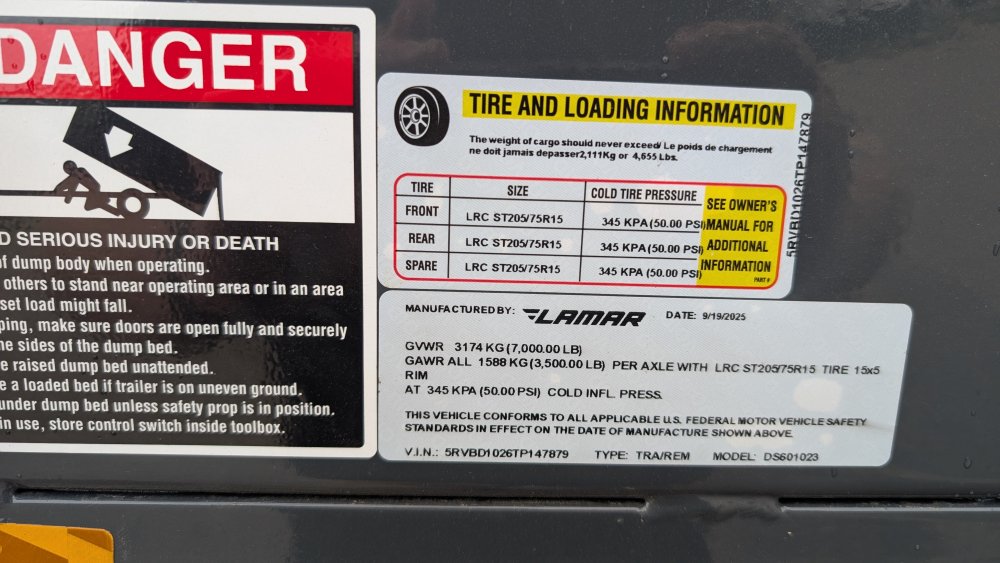 DANGER
D SERIOUS INJURY OR DEATH
of dump body when operating.
others to stand near operating area or in an area
set load might fall.
ping, make sure doors are open fully and securely
he sides of the dump bed.
e raised dump bed unattended.
e a loaded bed if trailer is on uneven ground.
under dump bed unless safety prop is in position.
in use, store control switch inside toolbox.
TIRE AND LOADING INFORMATION
The weight of cargo should never exceed/ Le poids de chargement
ne doit jamais depasser2,111Kg or 4,655 Lbs.
TIRE SIZE COLD TIRE PRESSURE
FRONT LRC ST205/75R15 345 KPA (50.00 PSI)
REAR LRC ST205/75R15 345 KPA (50.00 PSI)
SPARE LRC ST205/75R15 345 KPA (50.00 PSI)
SEE OWNER'S
MANUAL FOR
ADDITIONAL
INFORMATION
PART #
5RVBD1026TP147879
MANUFACTURED BY: LAMAR DATE: 9/19/2025
GVWR 3174 KG (7,000.00 LB)
GAWR ALL 1588 KG (3,500.00 LB) PER AXLE WITH LRC ST205/75R15 TIRE 15x5
RIM
AT 345 KPA (50.00 PSI) COLD INFL. PRESS.
THIS VEHICLE CONFORMS TO ALL APPLICABLE U.S. FEDERAL MOTOR VEHICLE SAFETY
STANDARDS IN EFFECT ON THE DATE OF MANUFACTURE SHOWN ABOVE.
V.I.N.: 5RVBD1026TP147879 TYPE: TRA/REM MODEL: DS601023